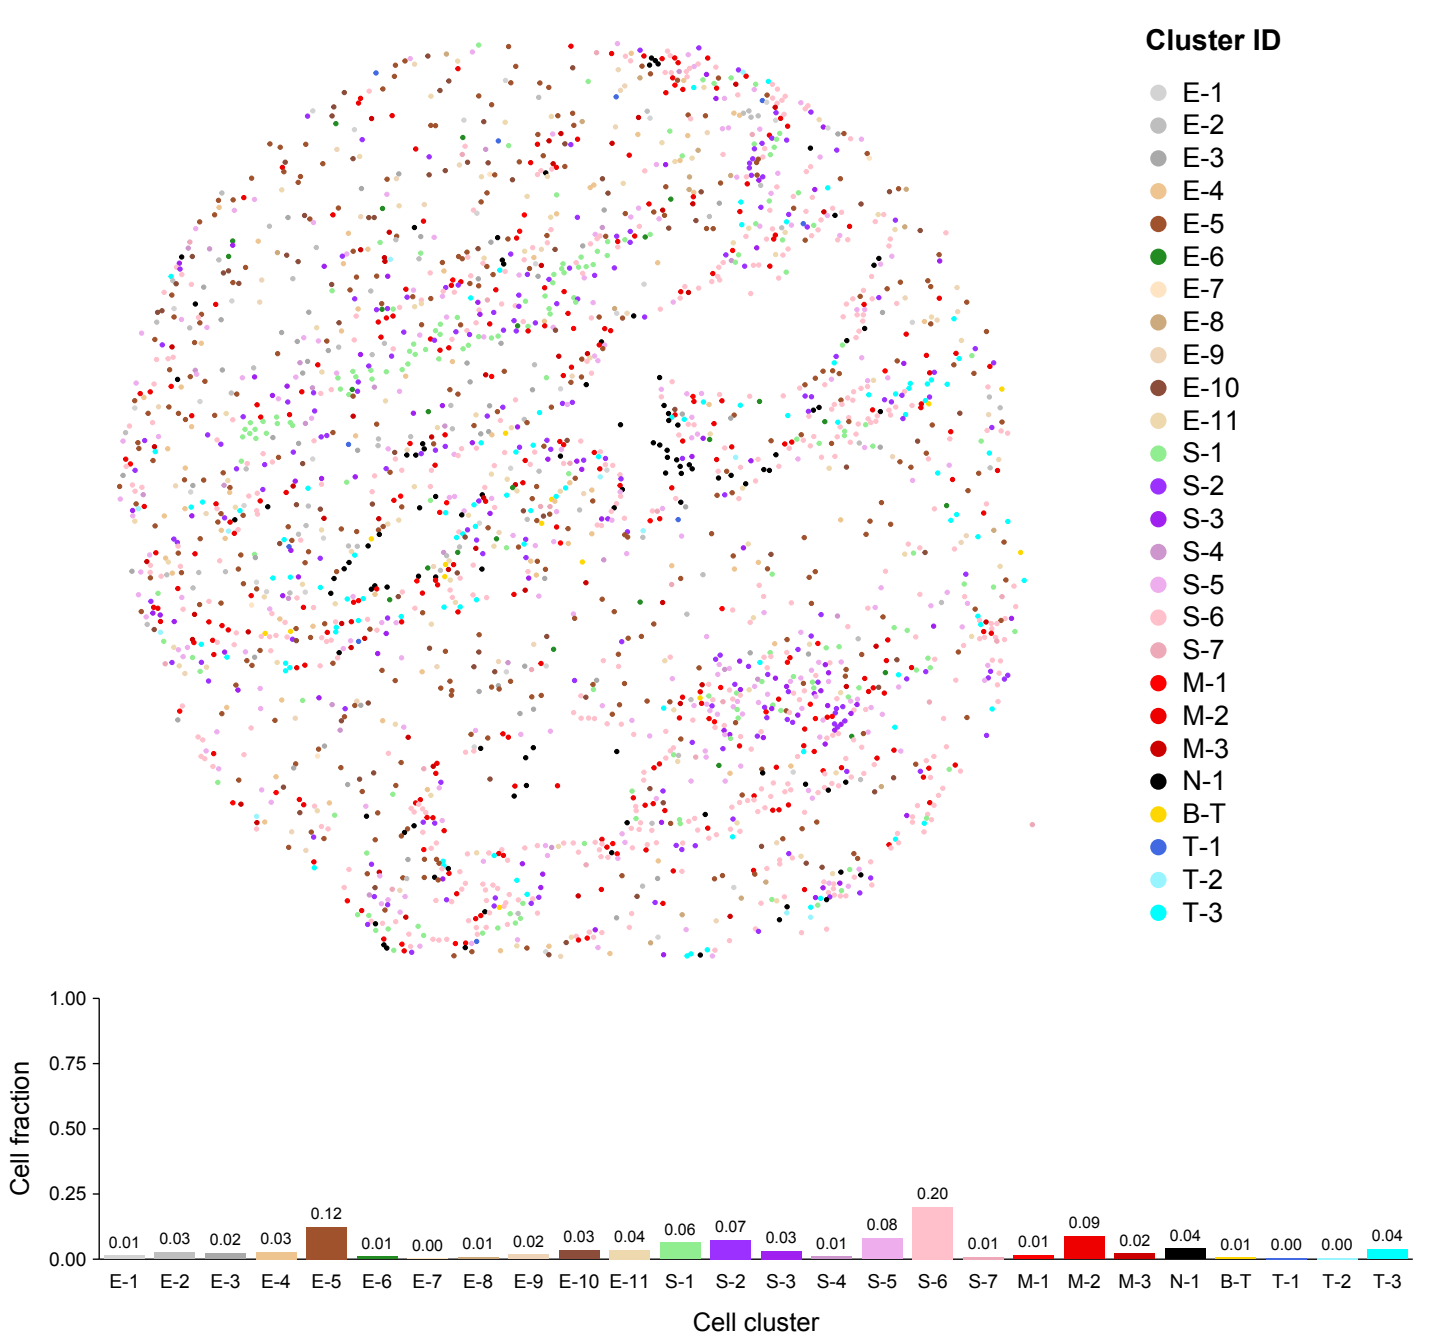 Cluster ID
E-1
E-2
E-3
E-4
E-5
E-6
E-7
E-8
E-9
E-10
E-11
S-1
S-2
S-3
S-4
S-5
S-6
S-7
M-1
M-2
M-3
N-1
B-T
T-1
T-2
T-3
1.00
0.75
0.50
0.25
0.00
Cell fraction
0.01 0.03 0.02 0.03 0.12 0.01 0.00 0.01 0.02 0.03 0.04 0.06 0.07 0.03 0.01 0.08 0.20 0.01 0.01 0.09 0.02 0.04 0.01 0.00 0.00 0.04
E-1 E-2 E-3 E-4 E-5 E-6 E-7 E-8 E-9 E-10 E-11 S-1 S-2 S-3 S-4 S-5 S-6 S-7 M-1 M-2 M-3 N-1 B-T T-1 T-2 T-3
Cell cluster